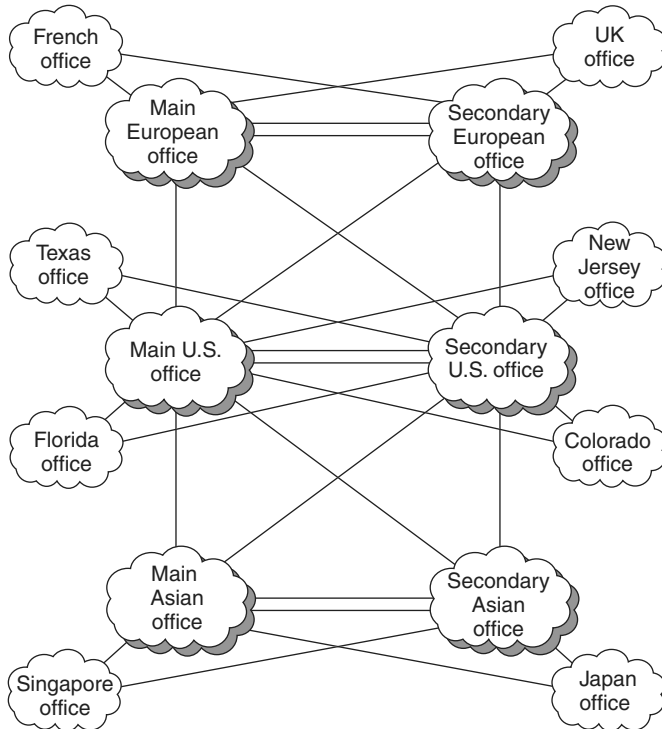 French
office
UK
office
Main
European
office
Secondary
European
office
Texas
office
New
Jersey
office
Main U.S.
office
Secondary
U.S. office
Florida
office
Colorado
office
Main
Asian
office
Secondary
Asian
office
Singapore
office
Japan
office